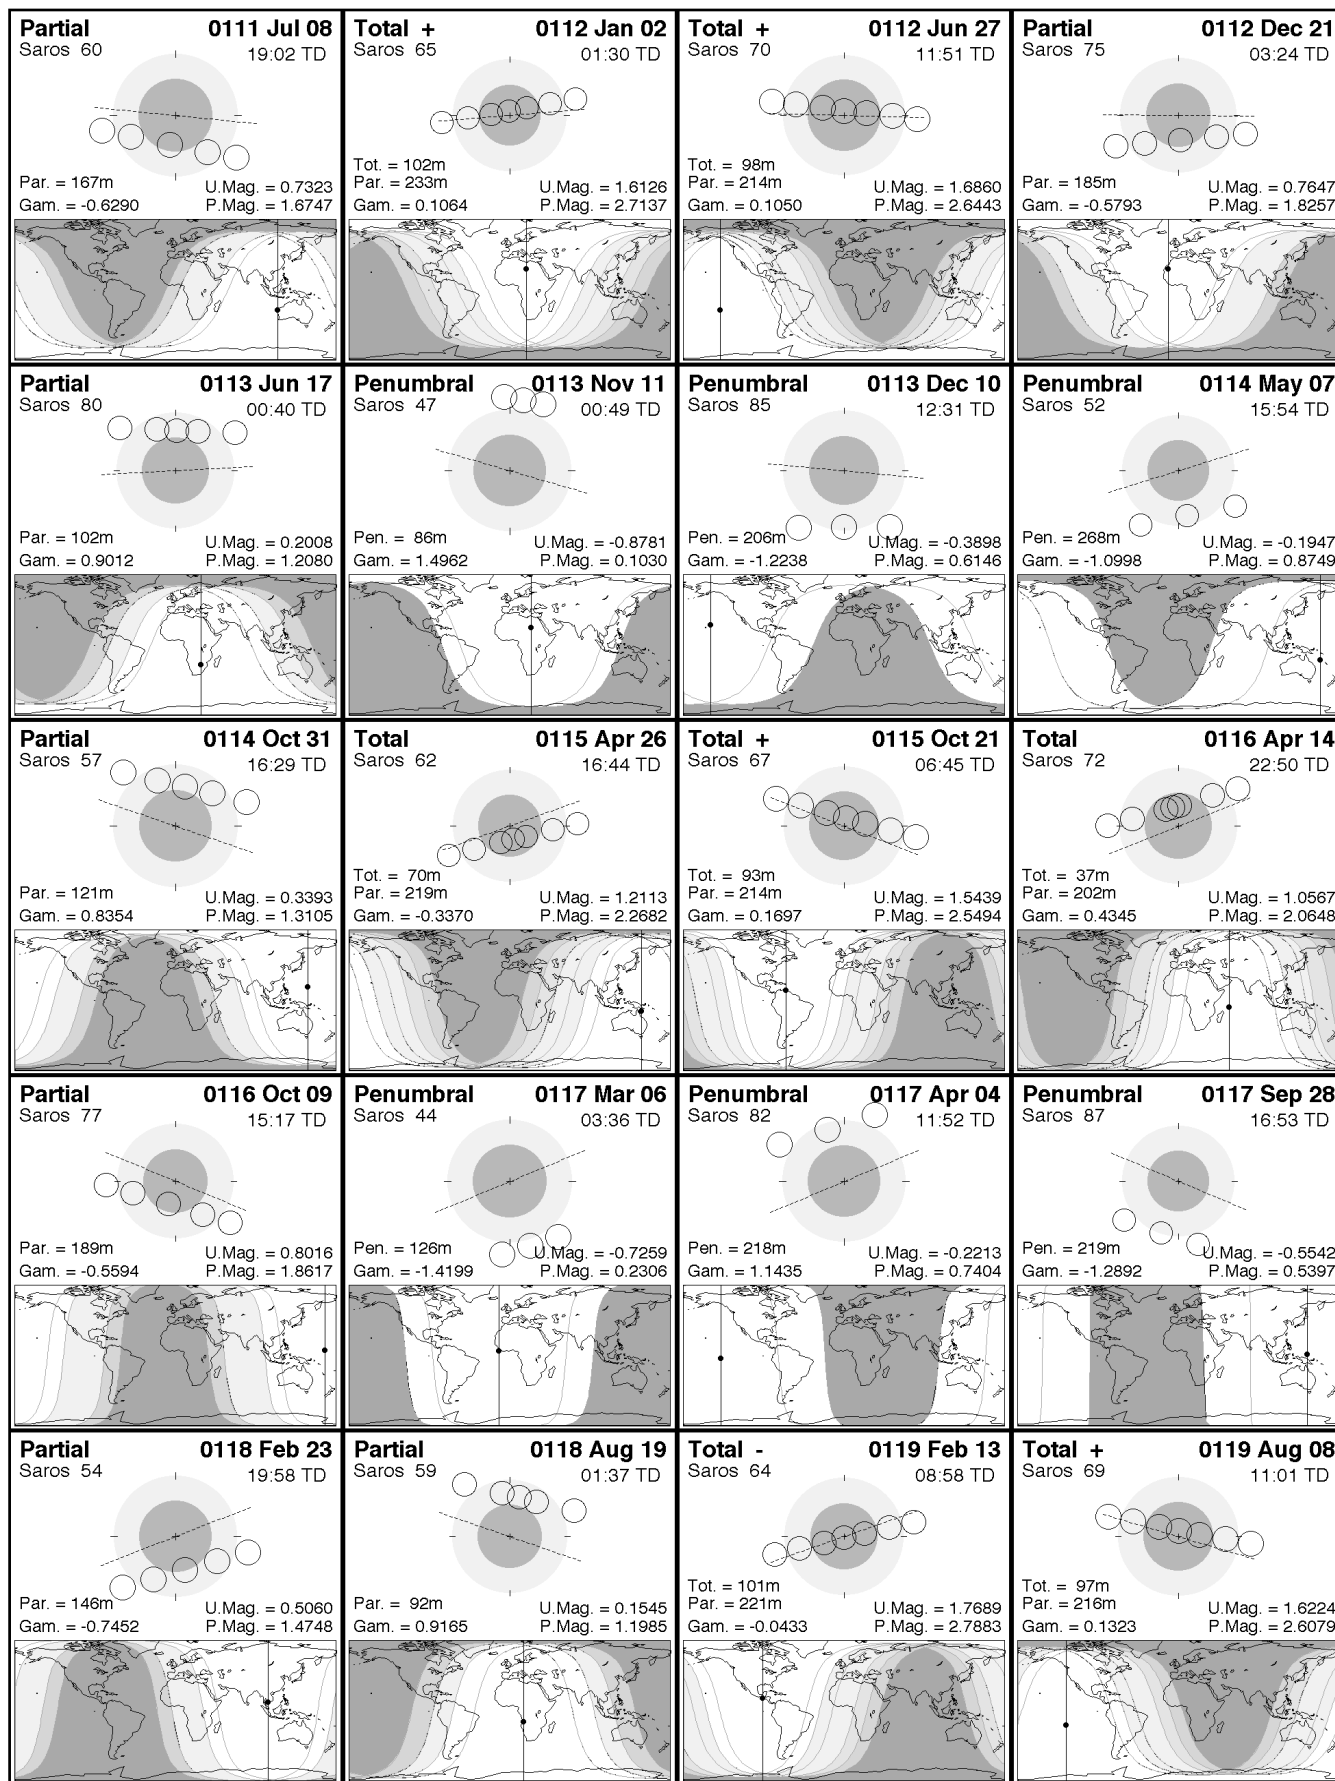 Partial 0111 Jul 08
Saros 60 19:02 TD
Par. = 167m U.Mag. = 0.7323
Gam. = -0.6290 P.Mag. = 1.6747
Total + 0112 Jan 02
Saros 65 01:30 TD
Tot. = 102m
Par. = 233m U.Mag. = 1.6126
Gam. = 0.1064 P.Mag. = 2.7137
Total + 0112 Jun 27
Saros 70 11:51 TD
Tot. = 98m
Par. = 214m U.Mag. = 1.6860
Gam. = 0.1050 P.Mag. = 2.6443
Partial 0112 Dec 21
Saros 75 03:24 TD
Par. = 185m U.Mag. = 0.7647
Gam. = -0.5793 P.Mag. = 1.8257
Partial 0113 Jun 17
Saros 80 00:40 TD
Par. = 102m U.Mag. = 0.2008
Gam. = 0.9012 P.Mag. = 1.2080
Penumbral 0113 Nov 11
Saros 47 00:49 TD
Pen. = 86m U.Mag. = -0.8781
Gam. = 1.4962 P.Mag. = 0.1030
Penumbral 0113 Dec 10
Saros 85 12:31 TD
Pen. = 206m U.Mag. = -0.3898
Gam. = -1.2238 P.Mag. = 0.6146
Penumbral 0114 May 07
Saros 52 15:54 TD
Pen. = 268m U.Mag. = -0.1947
Gam. = -1.0998 P.Mag. = 0.8749
Partial 0114 Oct 31
Saros 57 16:29 TD
Par. = 121m U.Mag. = 0.3393
Gam. = 0.8354 P.Mag. = 1.3105
Total 0115 Apr 26
Saros 62 16:44 TD
Tot. = 70m
Par. = 219m U.Mag. = 1.2113
Gam. = -0.3370 P.Mag. = 2.2682
Total + 0115 Oct 21
Saros 67 06:45 TD
Tot. = 93m
Par. = 214m U.Mag. = 1.5439
Gam. = 0.1697 P.Mag. = 2.5494
Total 0116 Apr 14
Saros 72 22:50 TD
Tot. = 37m
Par. = 202m U.Mag. = 1.0567
Gam. = 0.4345 P.Mag. = 2.0648
Partial 0116 Oct 09
Saros 77 15:17 TD
Par. = 189m U.Mag. = 0.8016
Gam. = -0.5594 P.Mag. = 1.8617
Penumbral 0117 Mar 06
Saros 44 03:36 TD
Pen. = 126m U.Mag. = -0.7259
Gam. = -1.4199 P.Mag. = 0.2306
Penumbral 0117 Apr 04
Saros 82 11:52 TD
Pen. = 218m U.Mag. = -0.2213
Gam. = 1.1435 P.Mag. = 0.7404
Penumbral 0117 Sep 28
Saros 87 16:53 TD
Pen. = 219m U.Mag. = -0.5542
Gam. = -1.2892 P.Mag. = 0.5397
Partial 0118 Feb 23
Saros 54 19:58 TD
Par. = 146m U.Mag. = 0.5060
Gam. = -0.7452 P.Mag. = 1.4748
Partial 0118 Aug 19
Saros 59 01:37 TD
Par. = 92m U.Mag. = 0.1545
Gam. = 0.9165 P.Mag. = 1.1985
Total - 0119 Feb 13
Saros 64 08:58 TD
Tot. = 101m
Par. = 221m U.Mag. = 1.7689
Gam. = -0.0433 P.Mag. = 2.7883
Total + 0119 Aug 08
Saros 69 11:01 TD
Tot. = 97m
Par. = 216m U.Mag. = 1.6224
Gam. = 0.1323 P.Mag. = 2.6079